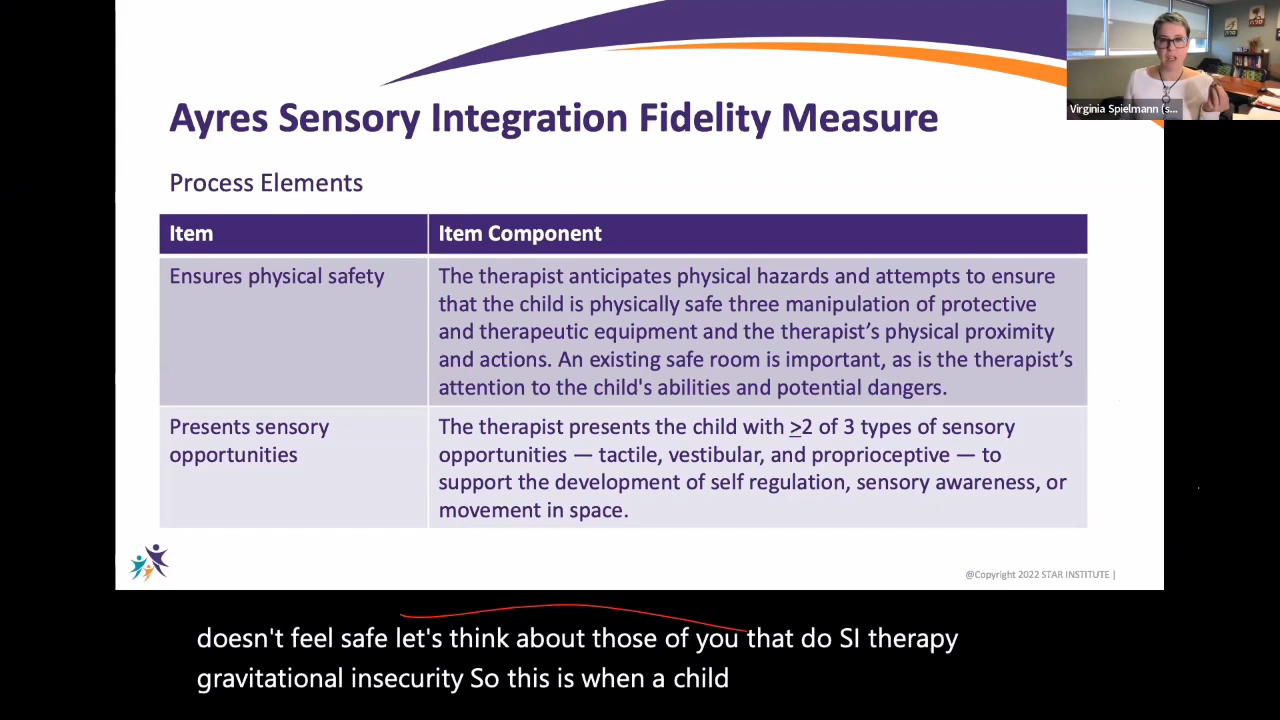 Virginia Spielmann (s...
Ayres Sensory Integration Fidelity Measure
Process Elements
Item
Item Component
Ensures physical safety
The therapist anticipates physical hazards and attempts to ensure
that the child is physically safe three manipulation of protective
and therapeutic equipment and the therapist's physical proximity
and actions. An existing safe room is important, as is the therapist's
attention to the child's abilities and potential dangers.
Presents sensory
opportunities
The therapist presents the child with ≥2 of 3 types of sensory
opportunities — tactile, vestibular, and proprioceptive — to
support the development of self regulation, sensory awareness, or
movement in space.
@Copyright 2022 STAR INSTITUTE |
doesn't feel safe let's think about those of you that do SI therapy
gravitational insecurity So this is when a child